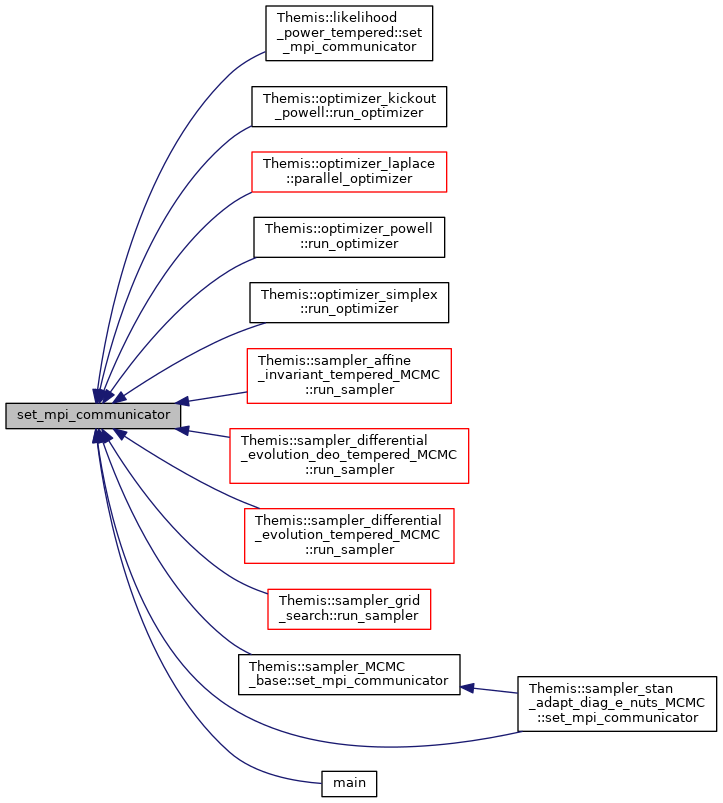 Themis::likelihood
_power_tempered::set
_mpi_communicator
Themis::optimizer_kickout
_powell::run_optimizer
Themis::optimizer_laplace
::parallel_optimizer
Themis::optimizer_powell
::run_optimizer
Themis::optimizer_simplex
::run_optimizer
Themis::sampler_affine
_invariant_tempered_MCMC
::run_sampler
set_mpi_communicator
Themis::sampler_differential
_evolution_deo_tempered_MCMC
::run_sampler
Themis::sampler_differential
_evolution_tempered_MCMC
::run_sampler
Themis::sampler_grid
_search::run_sampler
Themis::sampler_MCMC
_base::set_mpi_communicator
Themis::sampler_stan
_adapt_diag_e_nuts_MCMC
::set_mpi_communicator
main